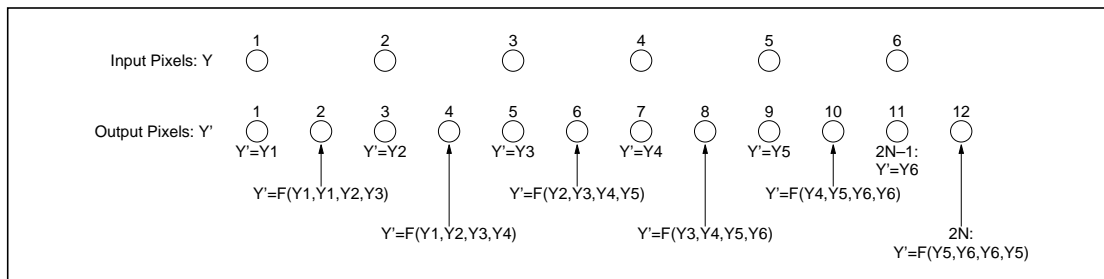 1 2 3 4 5 6
Input Pixels: Y
1 2 3 4 5 6 7 8 9 10 11 12
Output Pixels: Y'
Y'=Y1 Y'=Y2 Y'=Y3 Y'=Y4 Y'=Y5 2N–1:
Y'=Y6
Y'=F(Y1,Y1,Y2,Y3) Y'=F(Y2,Y3,Y4,Y5) Y'=F(Y4,Y5,Y6,Y6)
Y'=F(Y1,Y2,Y3,Y4) Y'=F(Y3,Y4,Y5,Y6) 2N:
Y'=F(Y5,Y6,Y6,Y5)